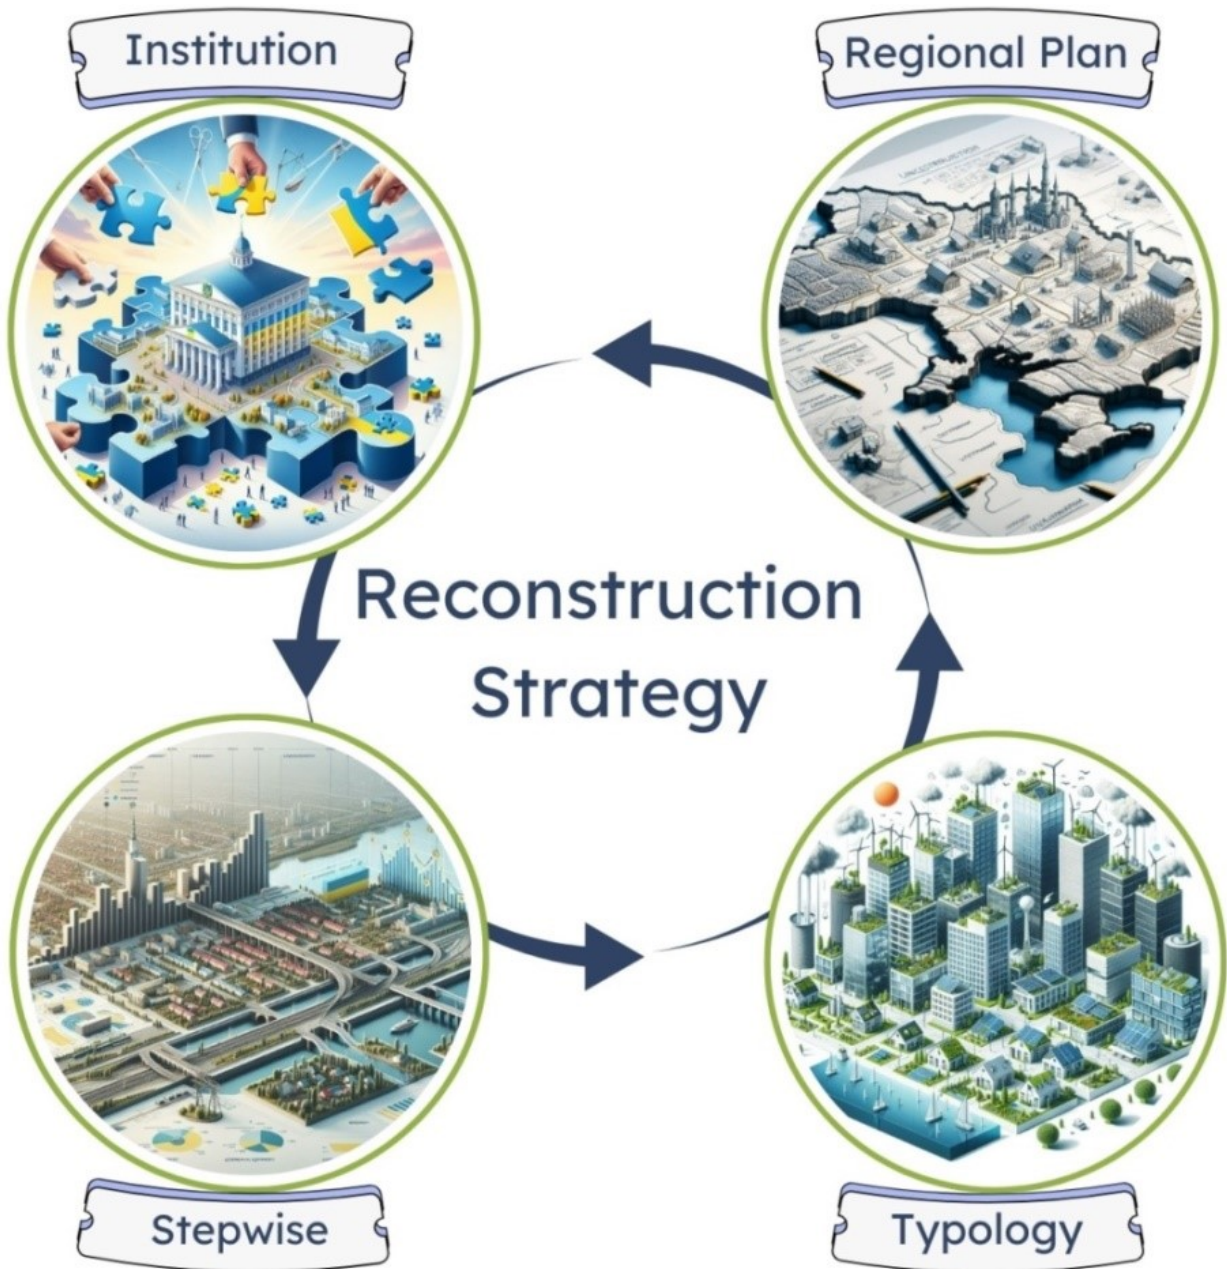 Institution
Regional Plan
Reconstruction
Strategy
Stepwise
Typology